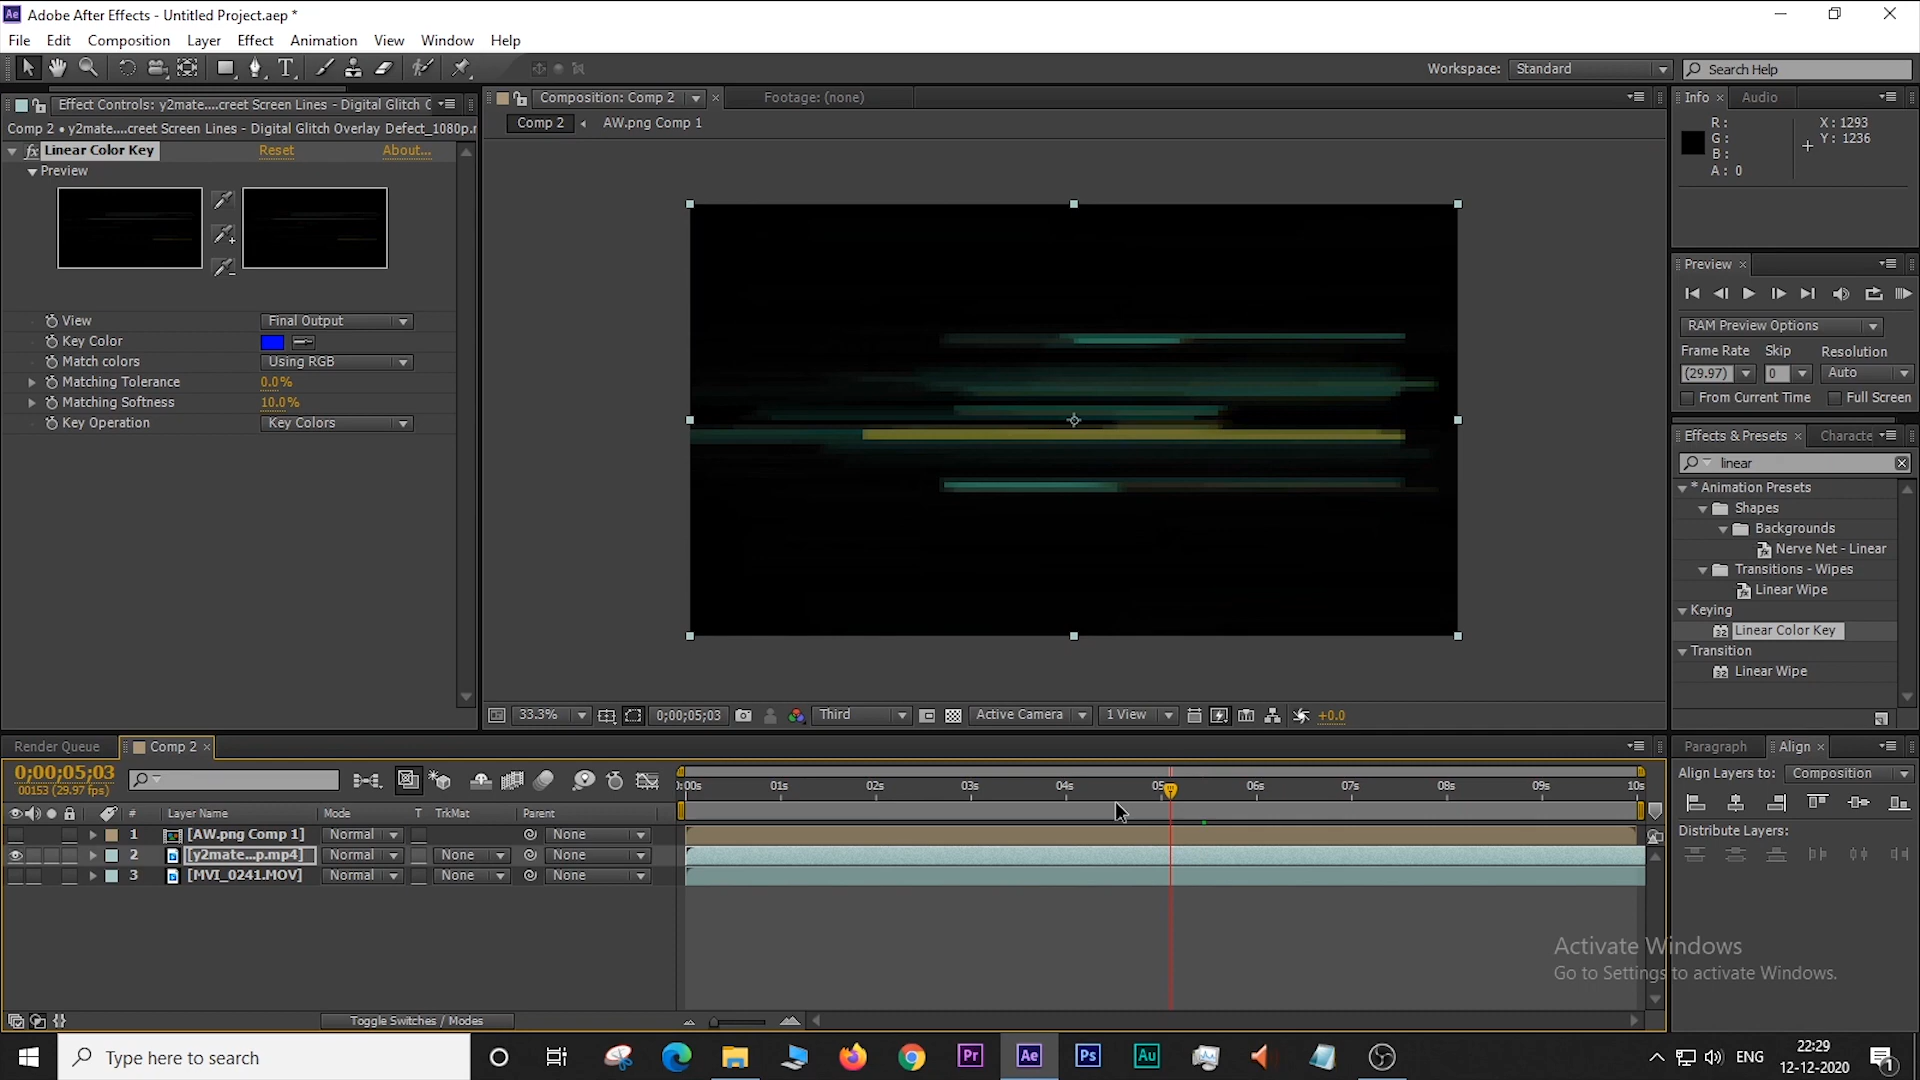 Adobe After Effects - Untitled Project.aep *
File Edit Composition Layer Effect Animation View Window Help
Workspace: Standard Search Help
Effect Controls: y2mate....creet Screen Lines - Digital Glitch C
Comp 2 • y2mate....creet Screen Lines - Digital Glitch Overlay Defect_1080p.
Linear Color Key Reset About...
Preview
View Final Output
Key Color
Match colors Using RGB
Matching Tolerance 0.0%
Matching Softness 10.0%
Key Operation Key Colors
Composition: Comp 2 Footage: (none)
Comp 2 AW.png Comp 1
33.3% 0;00;05;03 Third Active Camera 1 View +0.0
Info Audio
R: X: 1293
G: Y: 1236
B:
A: 0
Preview
RAM Preview Options
Frame Rate Skip Resolution
(29.97) 0 Auto
From Current Time Full Screen
Effects & Presets Characte
linear
* Animation Presets
Shapes
Backgrounds
Nerve Net - Linear
Transitions - Wipes
Linear Wipe
Keying
32 Linear Color Key
Transition
32 Linear Wipe
Render Queue Comp 2
0;00;05;03
00153 (29.97 fps)
# Layer Name Mode T TrkMat Parent
1 [AW.png Comp 1] Normal None
2 [y2mate...p.mp4] Normal None None
3 [MVI_0241.MOV] Normal None None
Toggle Switches / Modes
):00s 01s 02s 03s 04s 05 06s 07s 08s 09s 10s
Paragraph Align
Align Layers to: Composition
Distribute Layers:
Activate Windows
Go to Settings to activate Windows.
Type here to search
Pr Ae Ps Au
ENG 22:29
12-12-2020
1